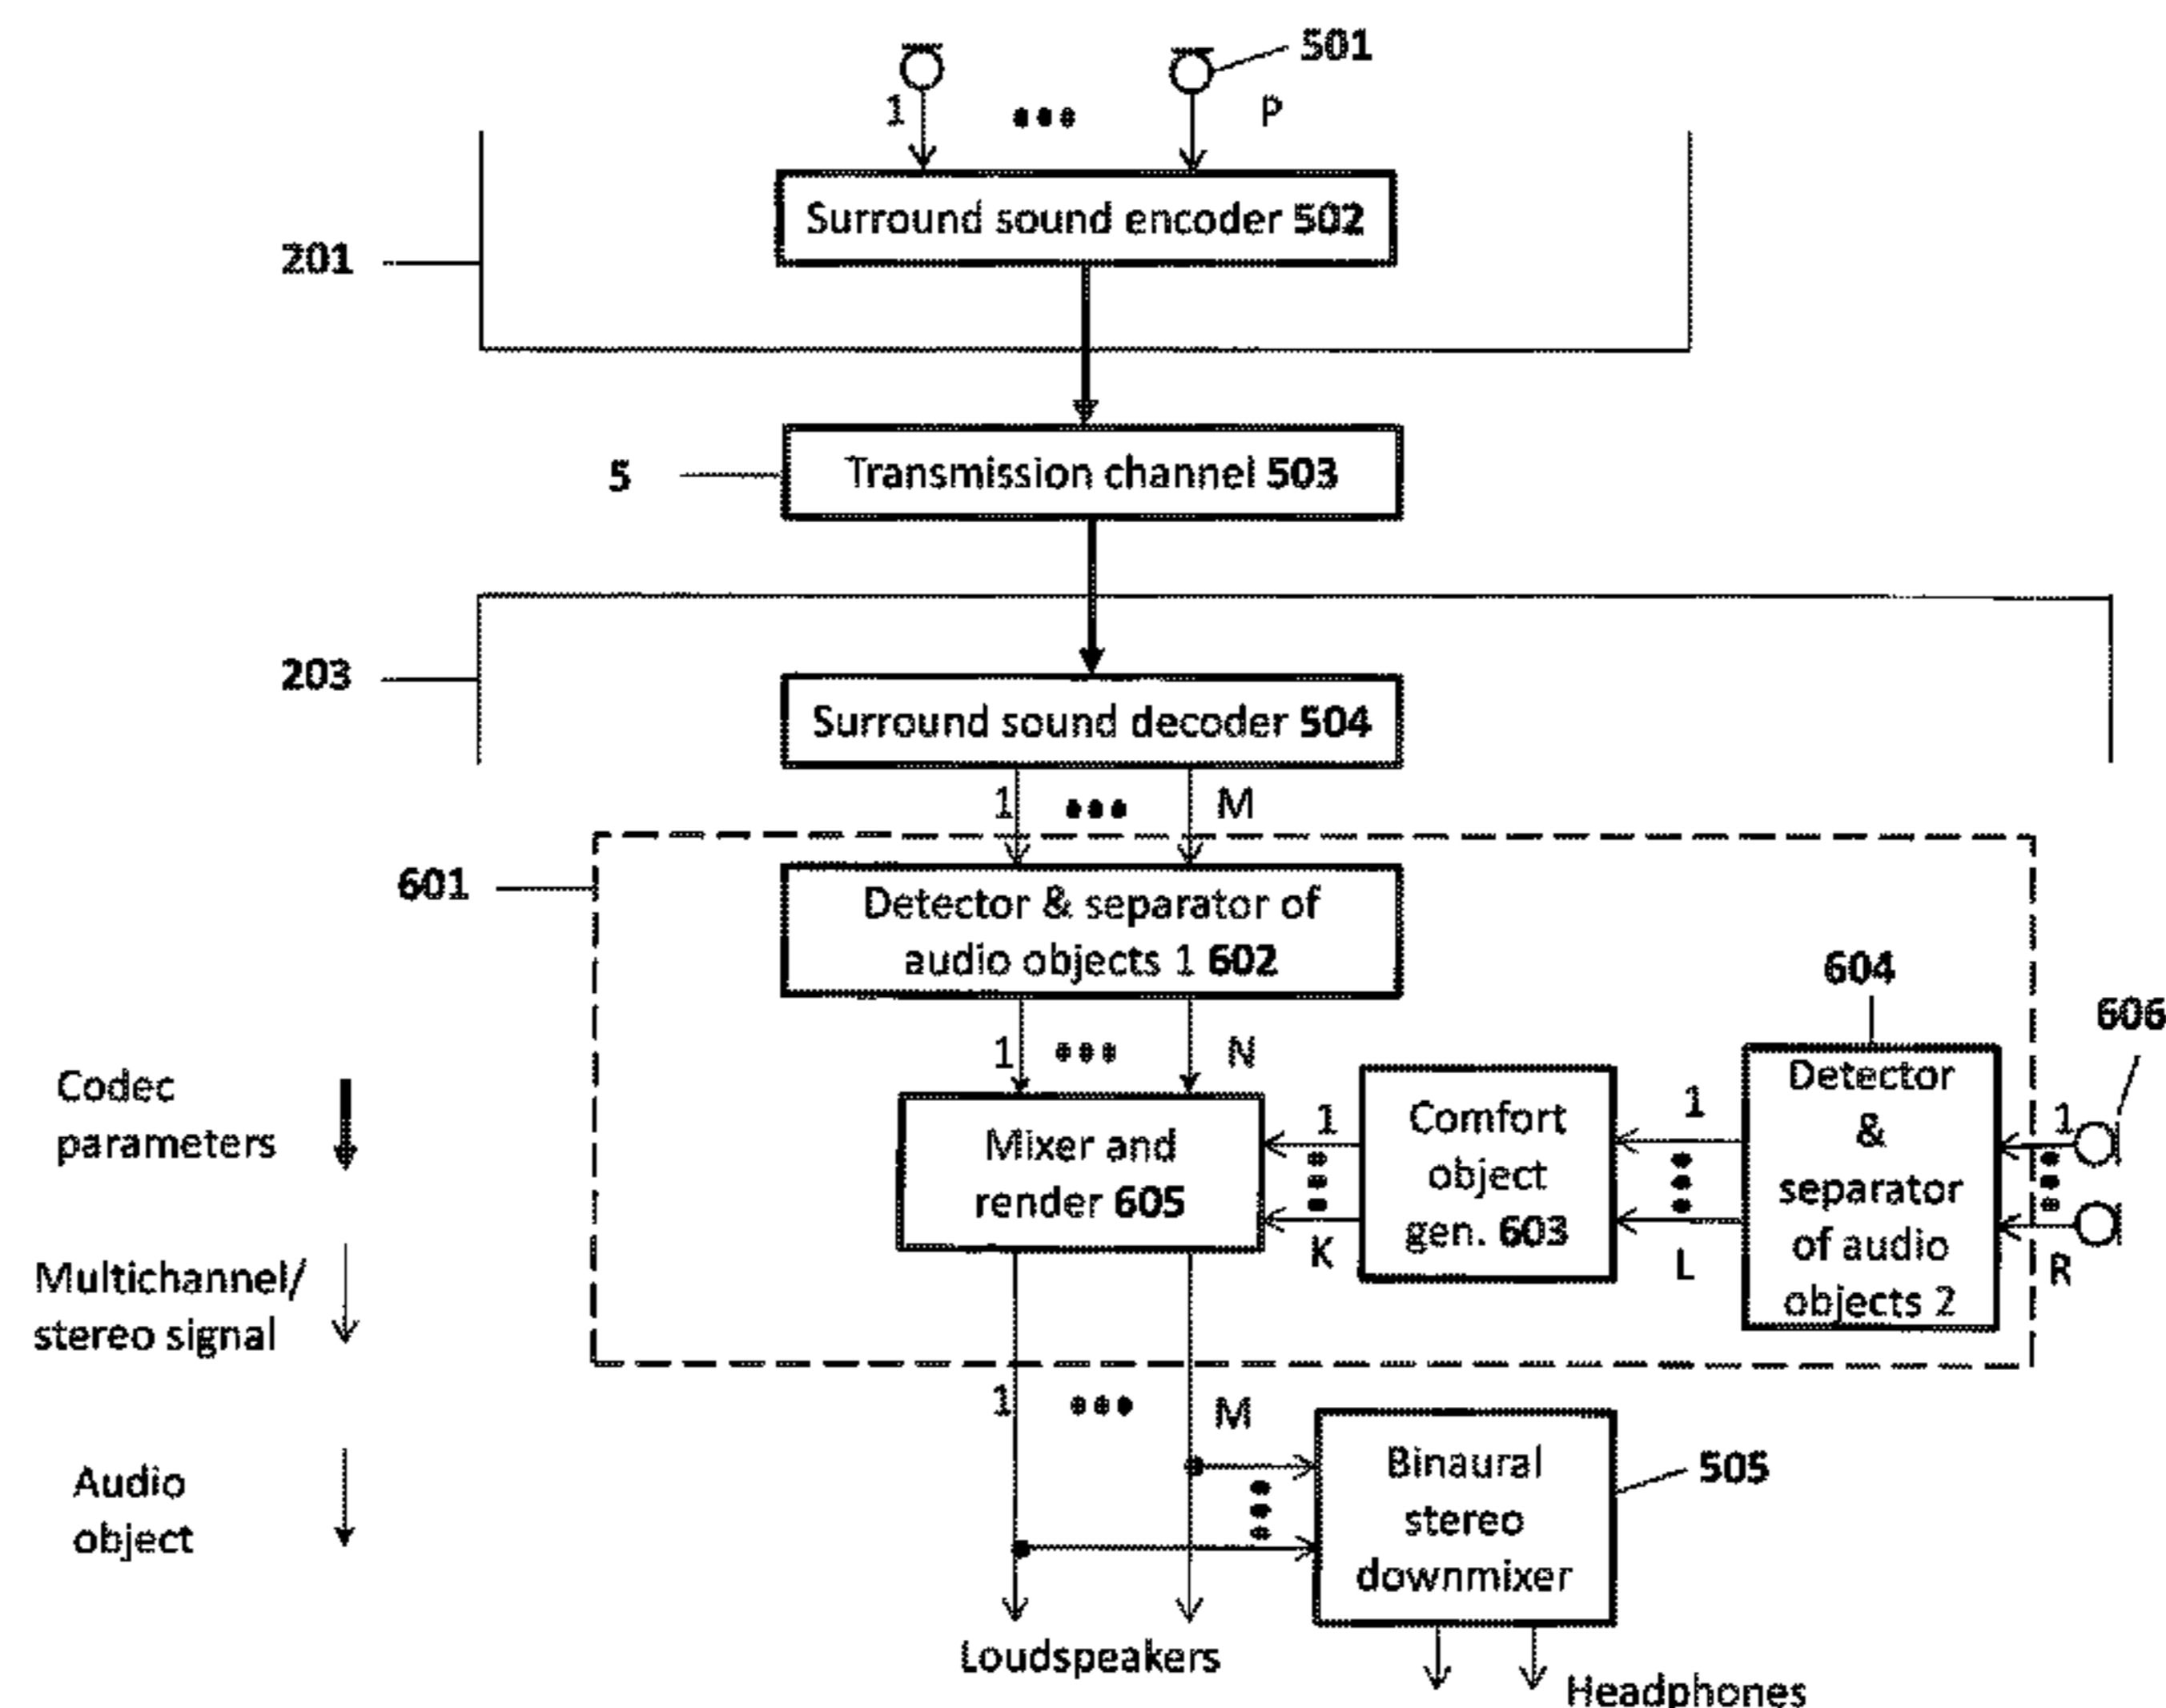 501
1
P
Surround sound encoder 502
201
Transmission channel 503
5
203
Surround sound decoder 504
1
M
601
Detector & separator of
audio objects 1 602
604
606
1
N
Codec
parameters
Mixer and
render 605
1
K
Comfort
object
gen. 603
1
L
Detector
&
separator
of audio
objects 2
1
R
Multichannel/
stereo signal
1
M
Audio
object
Binaural
stereo
downmixer
505
Loudspeakers
Headphones